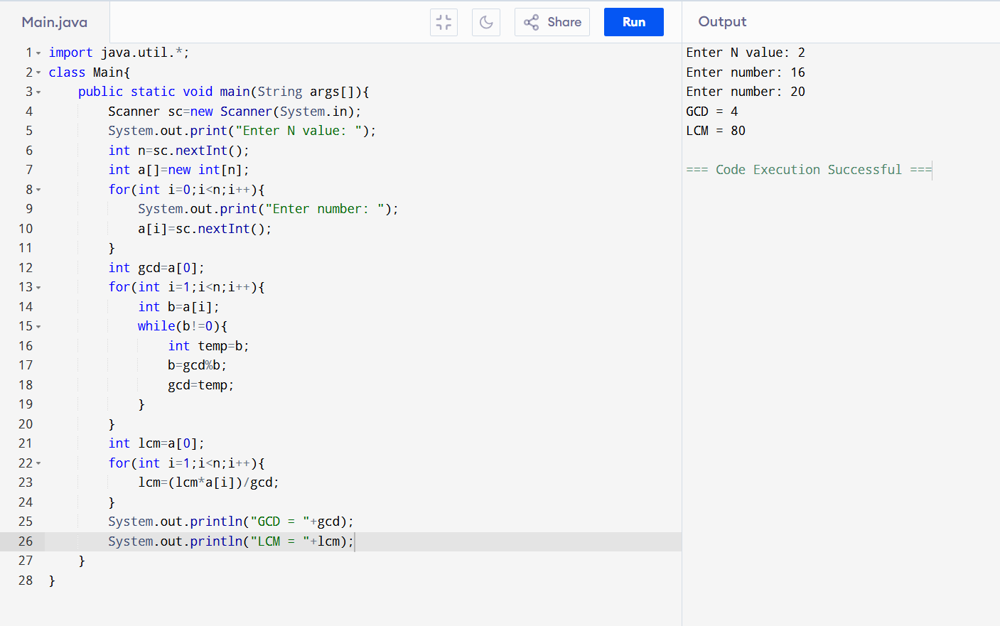 Main.java
Share
Run
Output
1 import java.util.*;
2 class Main{
3     public static void main(String args[]){
4         Scanner sc=new Scanner(System.in);
5         System.out.print("Enter N value: ");
6         int n=sc.nextInt();
7         int a[]=new int[n];
8         for(int i=0;i<n;i++){
9             System.out.print("Enter number: ");
10             a[i]=sc.nextInt();
11         }
12         int gcd=a[0];
13         for(int i=1;i<n;i++){
14             int b=a[i];
15             while(b!=0){
16                 int temp=b;
17                 b=gcd%b;
18                 gcd=temp;
19             }
20         }
21         int lcm=a[0];
22         for(int i=1;i<n;i++){
23             lcm=(lcm*a[i])/gcd;
24         }
25         System.out.println("GCD = "+gcd);
26         System.out.println("LCM = "+lcm);
27     }
28 }
Enter N value: 2
Enter number: 16
Enter number: 20
GCD = 4
LCM = 80
=== Code Execution Successful ===